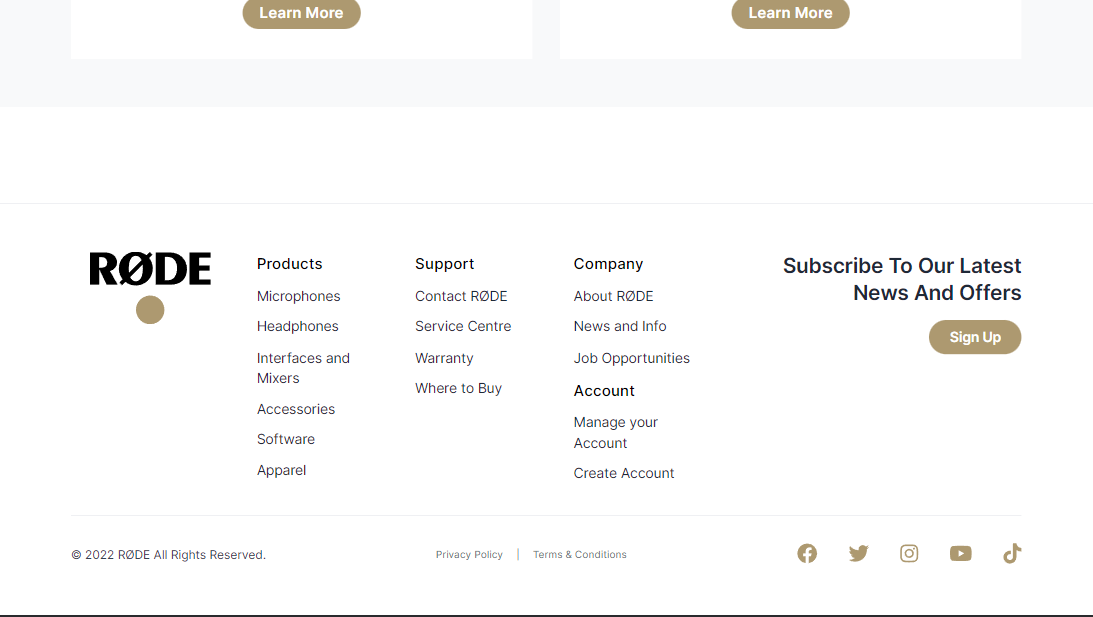 Learn More
Learn More
RØDE
Products
Microphones
Headphones
Interfaces and
Mixers
Accessories
Software
Apparel
Support
Contact RØDE
Service Centre
Warranty
Where to Buy
Company
About RØDE
News and Info
Job Opportunities
Account
Manage your
Account
Create Account
Subscribe To Our Latest
News And Offers
Sign Up
© 2022 RØDE All Rights Reserved.
Privacy Policy | Terms & Conditions